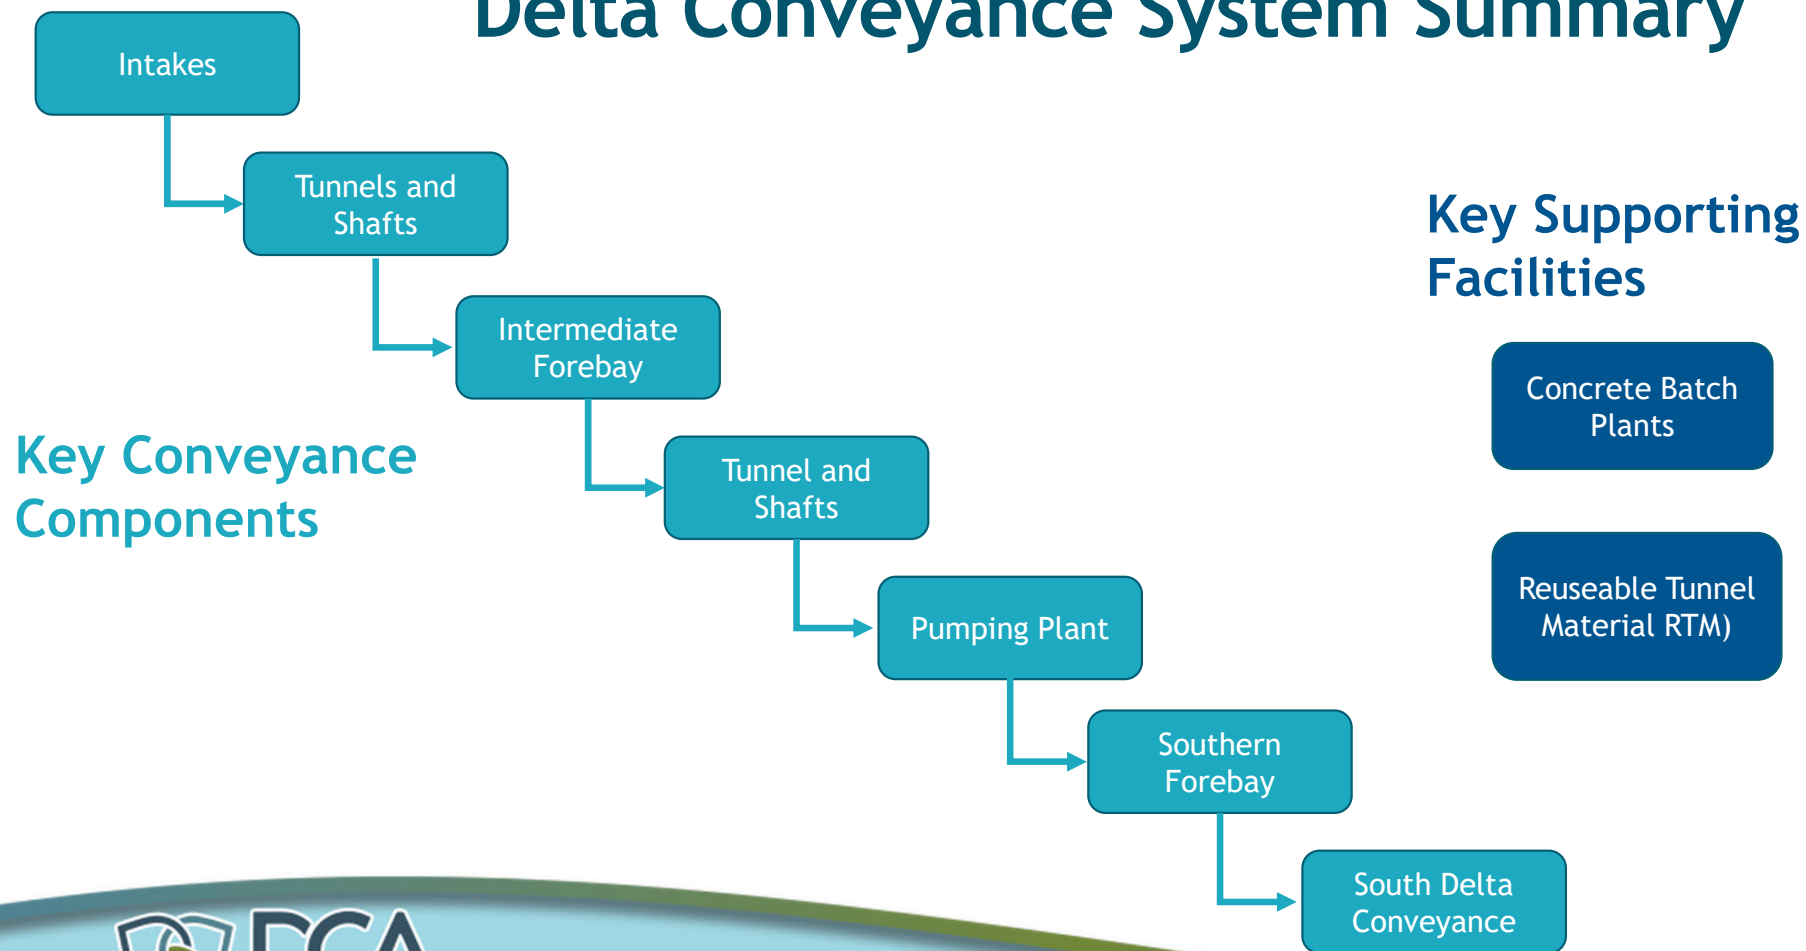 Delta Conveyance System Summary
Intakes
Tunnels and
Shafts
Intermediate
Forebay
Key Conveyance
Components
Tunnel and
Shafts
Pumping Plant
Southern
Forebay
South Delta
Conveyance
Key Supporting
Facilities
Concrete Batch
Plants
Reuseable Tunnel
Material RTM)
DCA